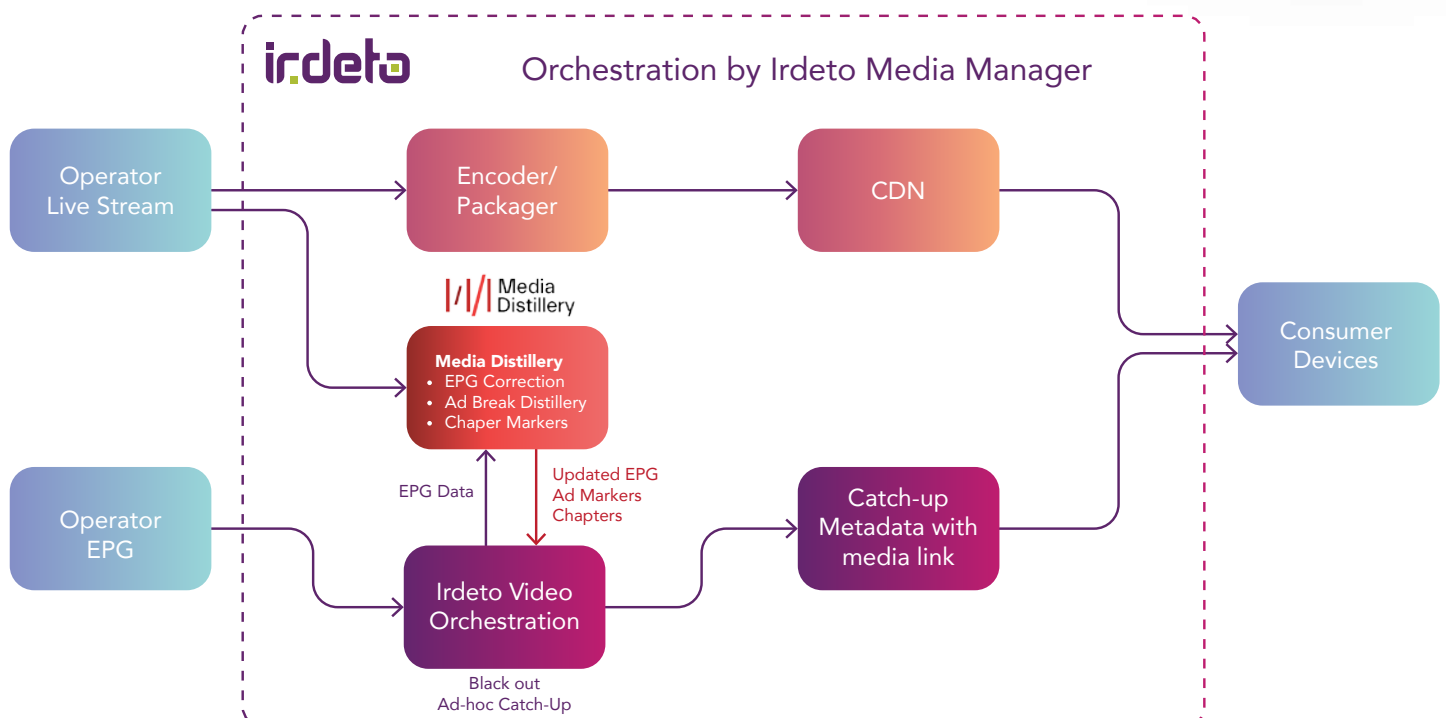 irdeto
Orchestration by Irdeto Media Manager
Operator
Live Stream
Encoder/
Packager
CDN
Media
Distillery
Media Distillery
• EPG Correction
• Ad Break Distillery
• Chaper Markers
Consumer
Devices
EPG Data
Updated EPG
Ad Markers
Chapters
Operator
EPG
Irdeto Video
Orchestration
Catch-up
Metadata with
media link
Black out
Ad-hoc Catch-Up